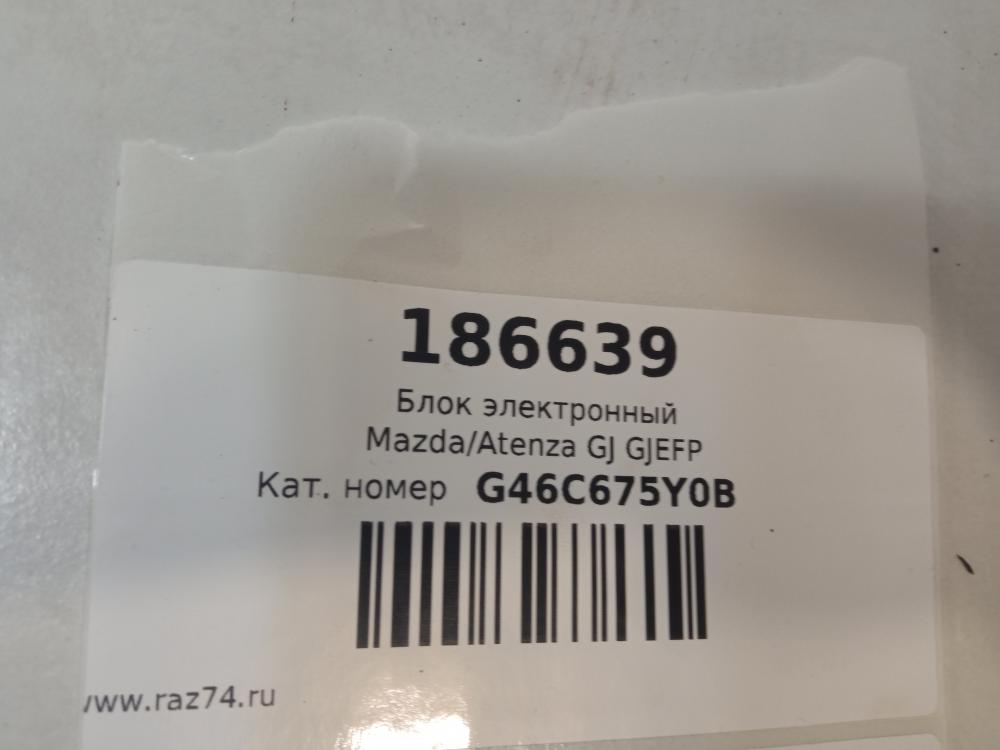 186639
Блок электронный
Mazda/Atenza GJ GJEFP
Кат. номер G46C675Y0B
www.raz74.ru